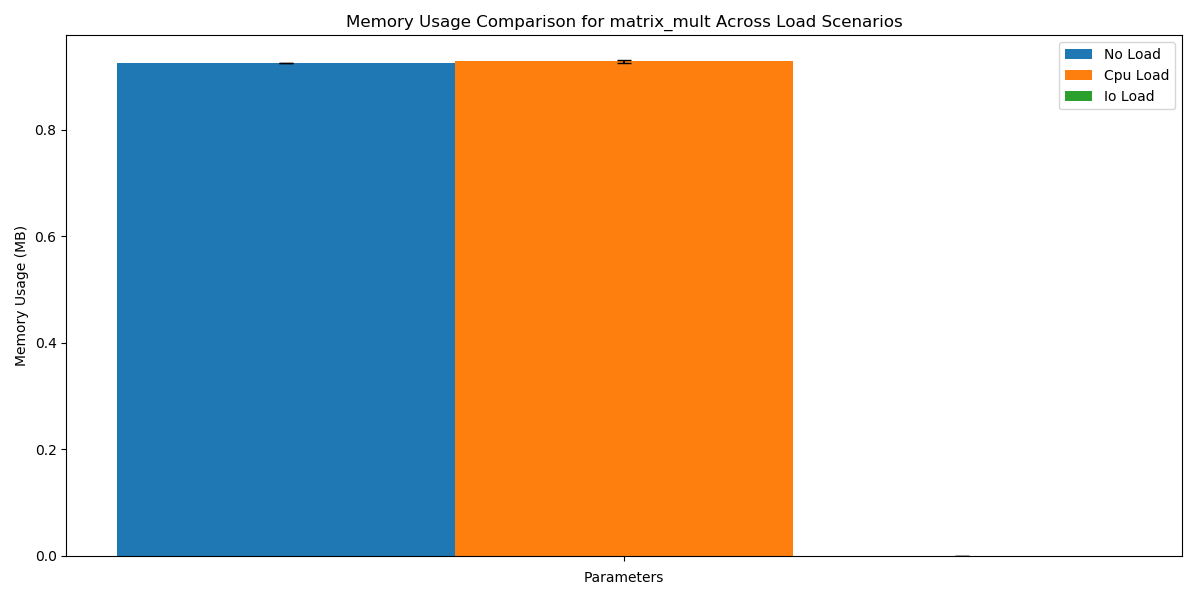 Memory Usage Comparison for matrix_mult Across Load Scenarios
No Load
Cpu Load
Io Load
Memory Usage (MB)
0.8
0.6
0.4
0.2
0.0
Parameters